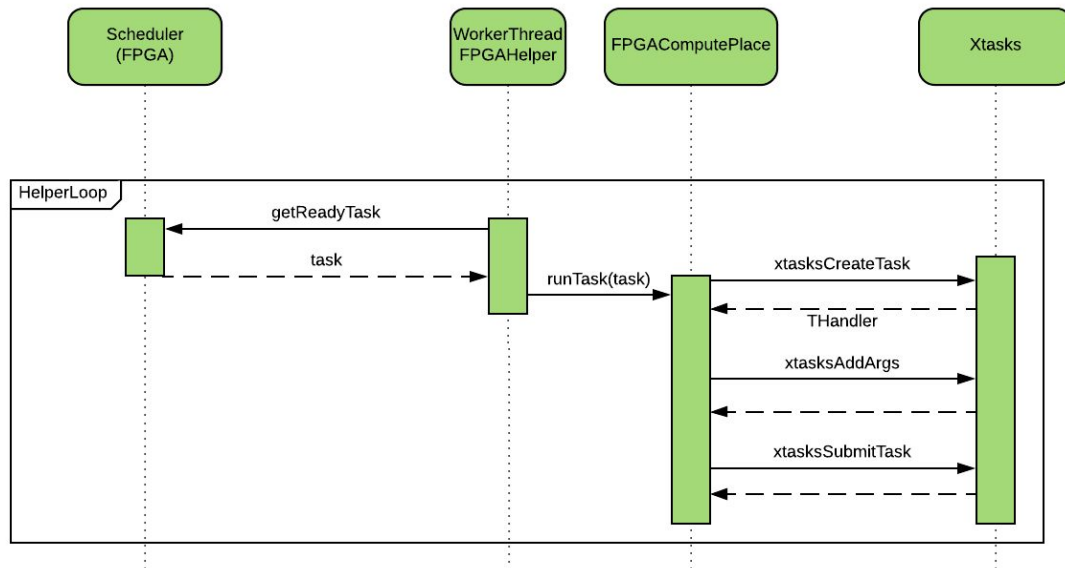 Scheduler
(FPGA)
WorkerThread
FPGAHelper
FPGAComputePlace
Xtasks
HelperLoop
getReadyTask
task
runTask(task)
xtasksCreateTask
THandler
xtasksAddArgs
xtasksSubmitTask